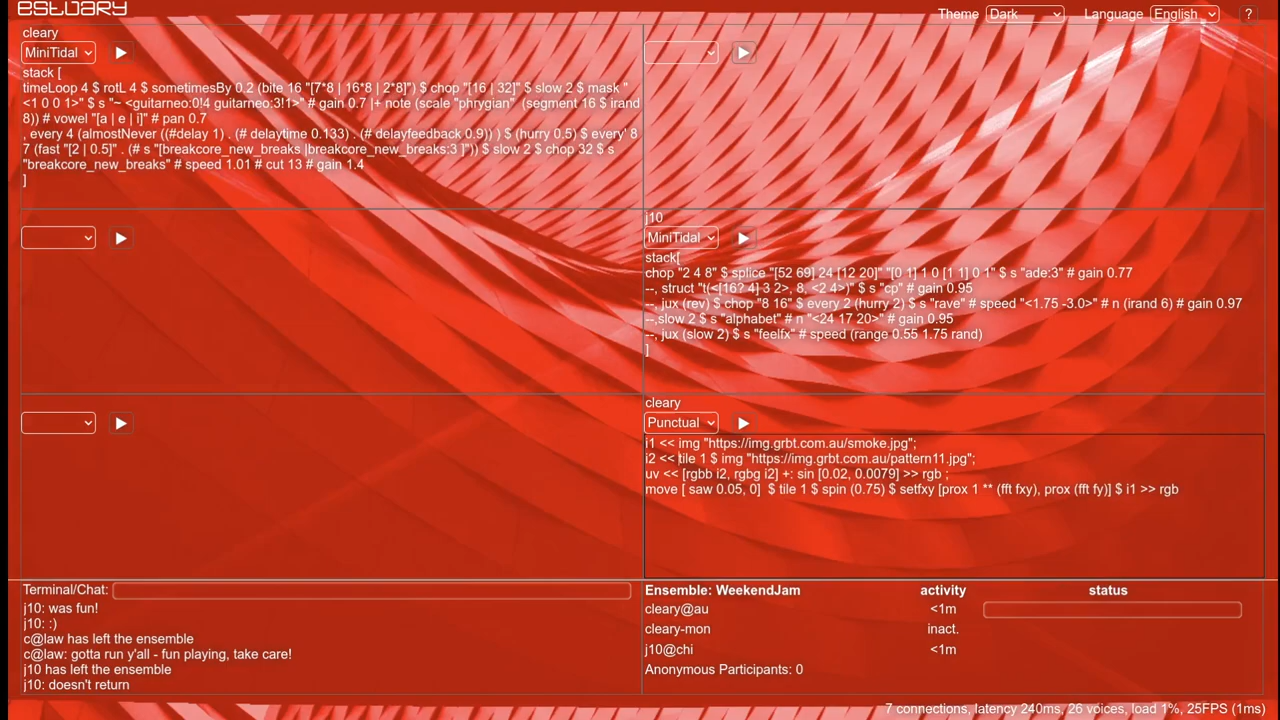 estuary
Theme Dark Language English ?
cleary
MiniTidal
stack [
timeLoop 4 $ rotL 4 $ sometimesBy 0.2 (bite 16 "[7*8 | 16*8 | 2*8]") $ chop "[16 | 32]" $ slow 2 $ mask "
<1 0 0 1>" $ s "~ <guitarneo:0!4 guitarneo:3!1>" # gain 0.7 |+ note (scale "phrygian"  (segment 16 $ irand
8)) # vowel "[a | e | i]" # pan 0.7
, every 4 (almostNever ((#delay 1) . (# delaytime 0.133) . (# delayfeedback 0.9)) ) $ (hurry 0.5) $ every' 8
7 (fast "[2 | 0.5]" . (# s "[breakcore_new_breaks |breakcore_new_breaks:3 ]")) $ slow 2 $ chop 32 $ s
"breakcore_new_breaks" # speed 1.01 # cut 13 # gain 1.4
]
j10
MiniTidal
stack[
chop "2 4 8" $ splice "[52 69] 24 [12 20]" "[0 1] 1 0 [1 1] 0 1" $ s "ade:3" # gain 0.77
--, struct "t(<[16? 4] 3 2>, 8, <2 4>)" $ s "cp" # gain 0.95
--, jux (rev) $ chop "8 16" $ every 2 (hurry 2) $ s "rave" # speed "<1.75 -3.0>" # n (irand 6) # gain 0.97
--,slow 2 $ s "alphabet" # n "<24 17 20>" # gain 0.95
--, jux (slow 2) $ s "feelfx" # speed (range 0.55 1.75 rand)
]
cleary
Punctual
i1 << img "https://img.grbt.com.au/smoke.jpg";
i2 << tile 1 $ img "https://img.grbt.com.au/pattern11.jpg";
uv << [rgbb i2, rgbg i2] +: sin [0.02, 0.0079] >> rgb ;
move [ saw 0.05, 0]  $ tile 1 $ spin (0.75) $ setfxy [prox 1 ** (fft fxy), prox (fft fy)] $ i1 >> rgb
Terminal/Chat:
j10: was fun!
j10: :)
c@law has left the ensemble
c@law: gotta run y'all - fun playing, take care!
j10 has left the ensemble
j10: doesn't return
Ensemble: WeekendJam activity status
cleary@au <1m
cleary-mon inact.
j10@chi <1m
Anonymous Participants: 0
7 connections, latency 240ms, 26 voices, load 1%, 25FPS (1ms)